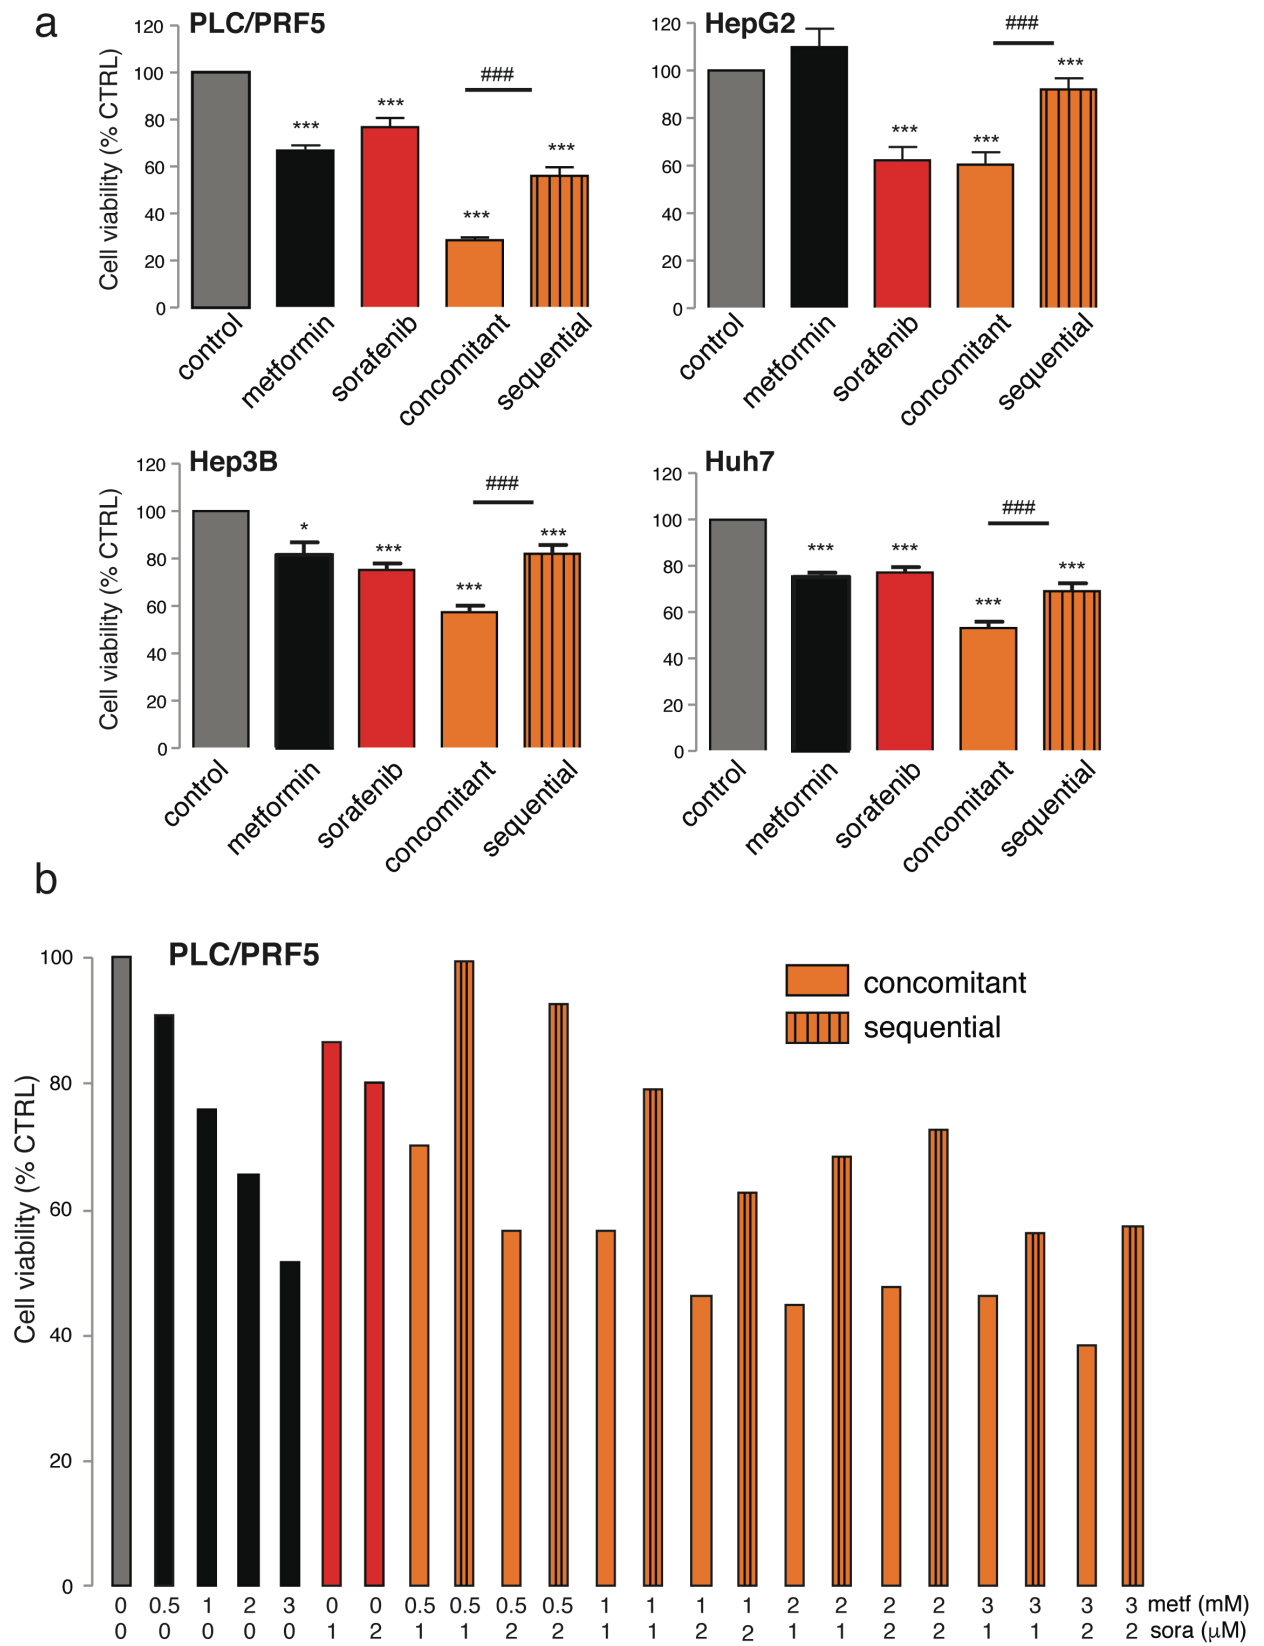 a
PLC/PRF5
HepG2
Cell viability (% CTRL)
120
100
80
60
40
20
0
***
***
***
***
###
control
metformin
sorafenib
concomitant
sequential
120
100
80
60
40
20
0
***
***
***
###
control
metformin
sorafenib
concomitant
sequential
Hep3B
Huh7
Cell viability (% CTRL)
120
100
80
60
40
20
0
*
***
***
***
###
control
metformin
sorafenib
concomitant
sequential
120
100
80
60
40
20
0
***
***
***
***
###
control
metformin
sorafenib
concomitant
sequential
b
PLC/PRF5
Cell viability (% CTRL)
100
80
60
40
20
0
concomitant
sequential
0 0.5 1 2 3 0 0 0.5 0.5 0.5 0.5 1 1 1 1 2 2 2 2 3 3 3 3 metf (mM)
0 0 0 0 0 1 2 1 1 2 2 1 1 2 2 1 1 2 2 1 1 2 2 sora (µM)